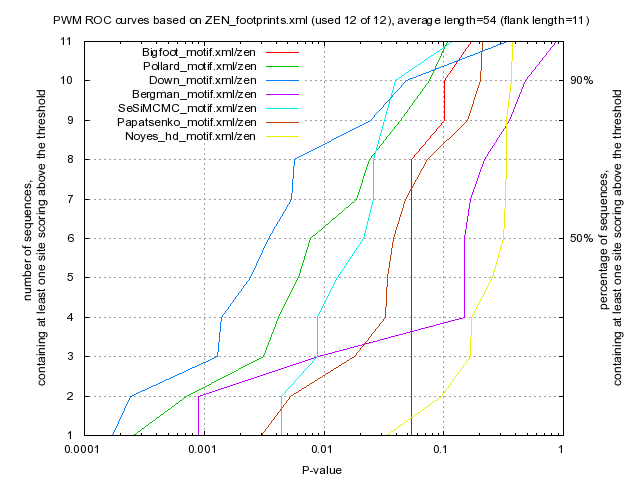 PWM ROC curves based on ZEN_footprints.xml (used 12 of 12), average length=54 (flank length=11)
number of sequences,
containing at least one site scoring above the threshold
11
10
9
8
7
6
5
4
3
2
1
Bigfoot_motif.xml/zen
Pollard_motif.xml/zen
Down_motif.xml/zen
Bergman_motif.xml/zen
SeSiMCMC_motif.xml/zen
Papatsenko_motif.xml/zen
Noyes_hd_motif.xml/zen
90%
50%
percentage of sequences,
containing at least one site scoring above the threshold
0.0001
0.001
0.01
0.1
1
P-value